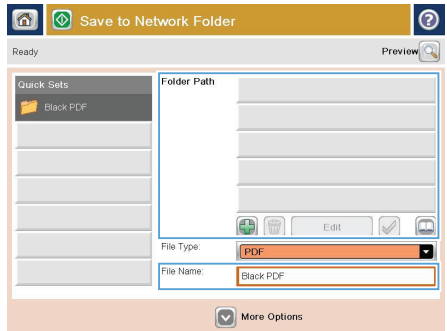 Save to Network Folder
Ready
Preview
Quick Sets
Black PDF
Folder Path
Edit
File Type:
PDF
File Name:
Black PDF
More Options